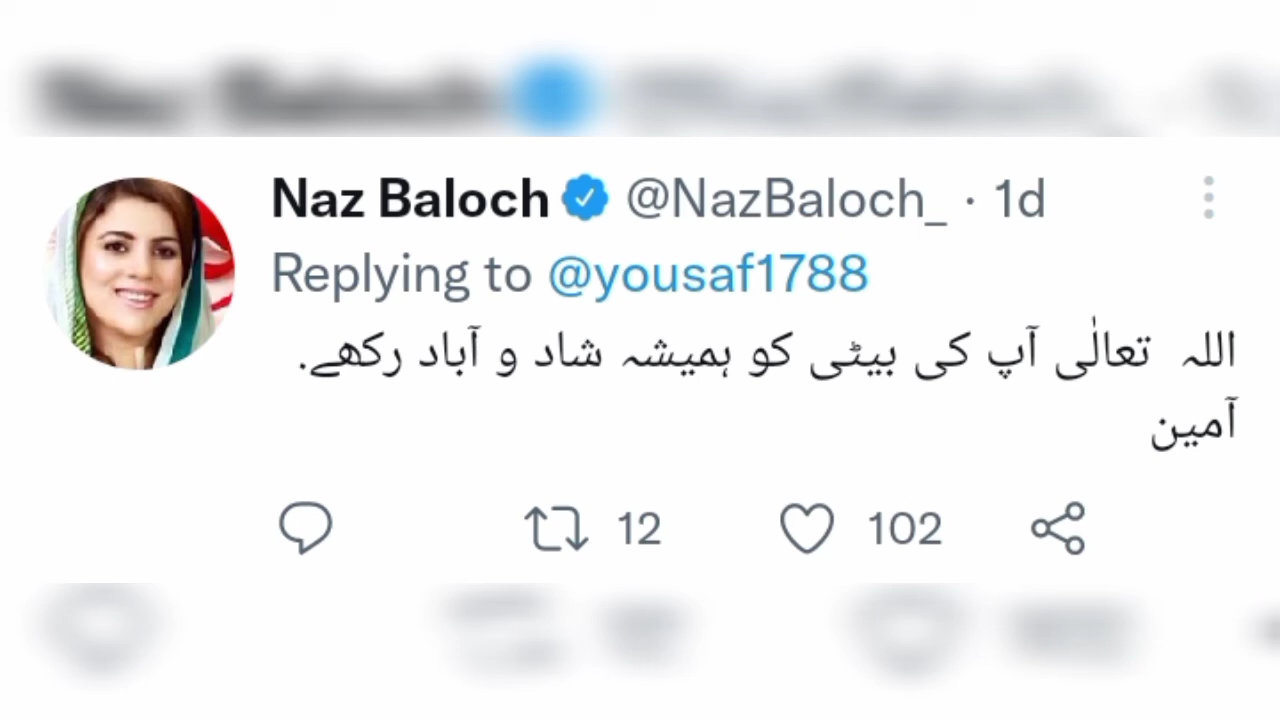 Naz Baloch @NazBaloch_ · 1d
Replying to @yousaf1788
اللہ تعالٰی آپ کی بیٹی کو ہمیشہ شاد و آباد رکھے.
آمین
12 102